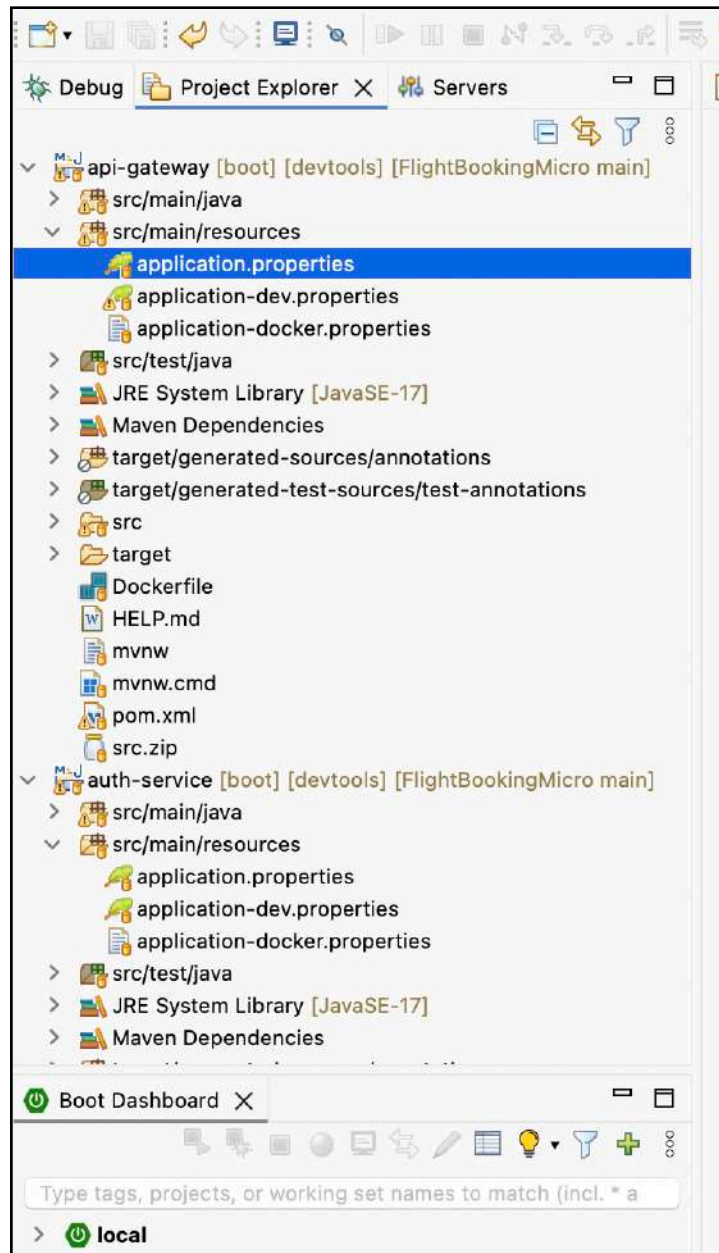 Debug Project Explorer Servers
api-gateway [boot] [devtools] [FlightBookingMicro main]
src/main/java
src/main/resources
application.properties
application-dev.properties
application-docker.properties
src/test/java
JRE System Library [JavaSE-17]
Maven Dependencies
target/generated-sources/annotations
target/generated-test-sources/test-annotations
src
target
Dockerfile
HELP.md
mvnw
mvnw.cmd
pom.xml
src.zip
auth-service [boot] [devtools] [FlightBookingMicro main]
src/main/java
src/main/resources
application.properties
application-dev.properties
application-docker.properties
src/test/java
JRE System Library [JavaSE-17]
Maven Dependencies
Boot Dashboard
Type tags, projects, or working set names to match (incl. * a
local